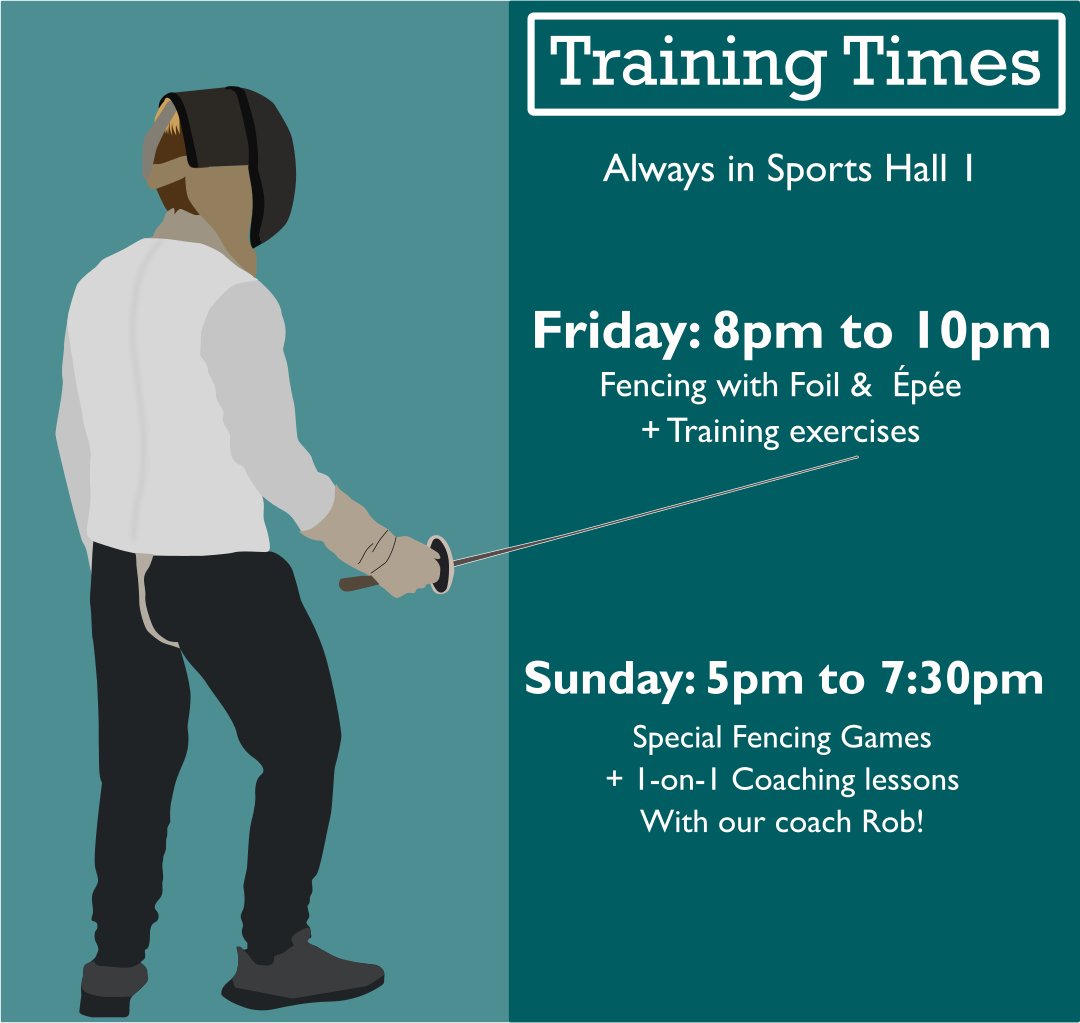 Training Times
Always in Sports Hall 1
Friday: 8pm to 10pm
Fencing with Foil & Épée
+ Training exercises
Sunday: 5pm to 7:30pm
Special Fencing Games
+ 1-on-1 Coaching lessons
With our coach Rob!